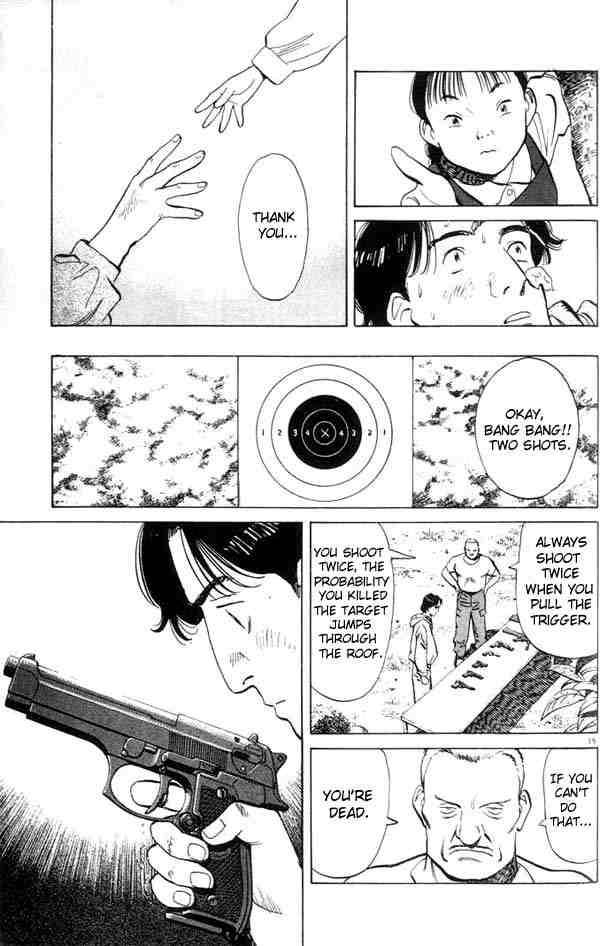 THANK
YOU...
OKAY,
BANG BANG!!
TWO SHOTS.
1 2 3 4 X 4 3 2 1
ALWAYS
SHOOT
TWICE
WHEN YOU
PULL THE
TRIGGER.
YOU SHOOT
TWICE, THE
PROBABILITY
YOU KILLED
THE TARGET
JUMPS
THROUGH
THE ROOF.
19
IF YOU
CAN'T
DO
THAT...
YOU'RE
DEAD.